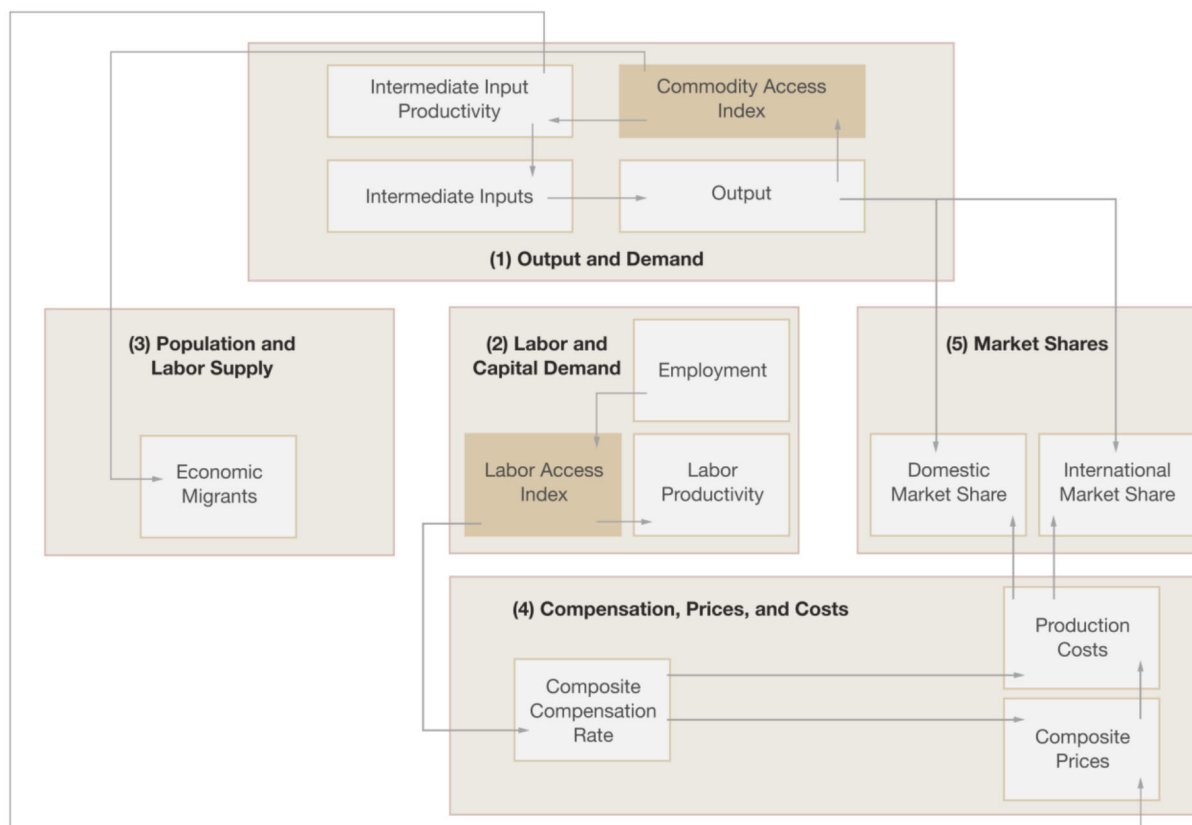 Intermediate Input
Productivity
Commodity Access
Index
Intermediate Inputs
Output
(1) Output and Demand
(3) Population and
Labor Supply
Economic
Migrants
(2) Labor and
Capital Demand
Employment
Labor Access
Index
Labor
Productivity
(5) Market Shares
Domestic
Market Share
International
Market Share
(4) Compensation, Prices, and Costs
Composite
Compensation
Rate
Production
Costs
Composite
Prices